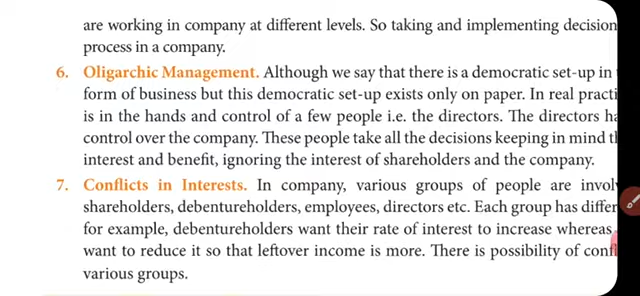 are working in company at different levels. So taking and implementing decision
process in a company.
6. Oligarchic Management. Although we say that there is a democratic set-up in
form of business but this democratic set-up exists only on paper. In real practi
is in the hands and control of a few people i.e. the directors. The directors ha
control over the company. These people take all the decisions keeping in mind
interest and benefit, ignoring the interest of shareholders and the company.
7. Conflicts in Interests. In company, various groups of people are invol
shareholders, debentureholders, employees, directors etc. Each group has differ
for example, debentureholders want their rate of interest to increase whereas
want to reduce it so that leftover income is more. There is possibility of conf
various groups.